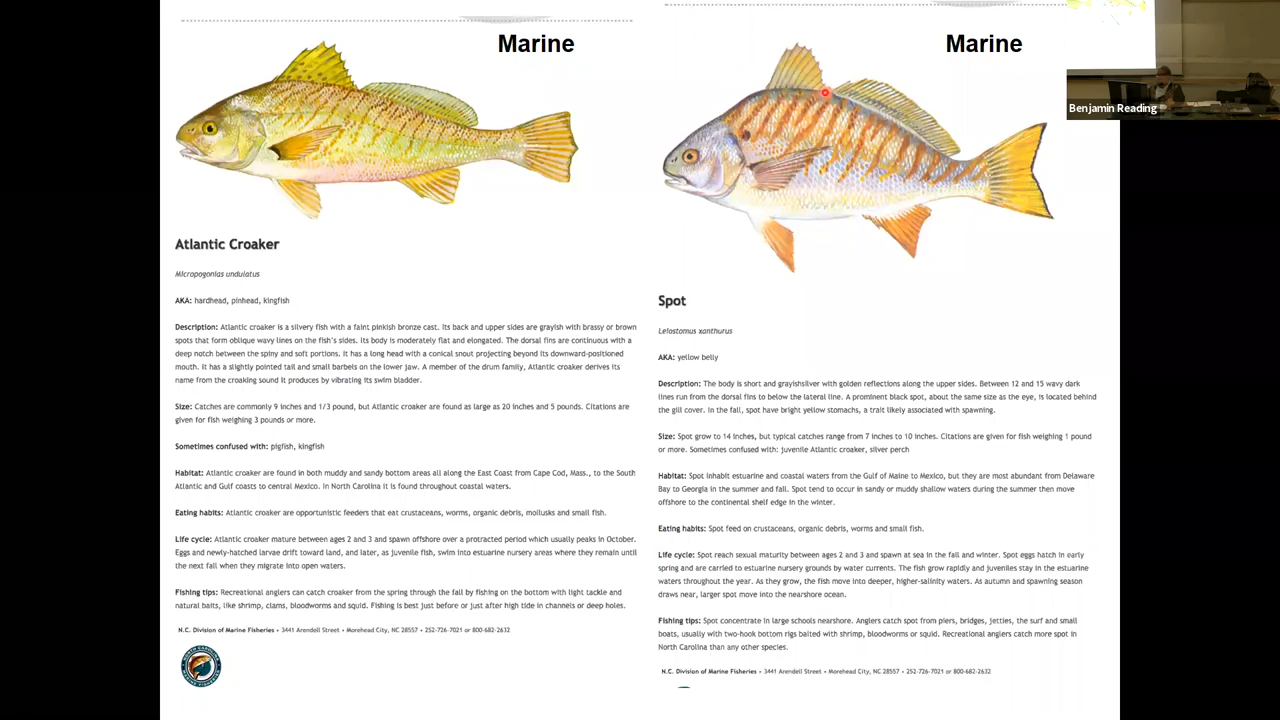 Marine
Atlantic Croaker
Micropogonias undulatus
AKA: hardhead, pinhead, kingfish
Description: Atlantic croaker is a silvery fish with a faint pinkish bronze cast. Its back and upper sides are grayish with brassy or brown
spots that form oblique wavy lines on the fish's sides. Its body is moderately flat and elongated. The dorsal fins are continuous with a
deep notch between the spiny and soft portions. It has a long head with a conical snout projecting beyond its downward-positioned
mouth. It has a slightly pointed tail and small barbels on the lower jaw. A member of the drum family, Atlantic croaker derives its
name from the croaking sound it produces by vibrating its swim bladder.
Size: Catches are commonly 9 inches and 1/3 pound, but Atlantic croaker are found as large as 20 inches and 5 pounds. Citations are
given for fish weighing 3 pounds or more.
Sometimes confused with: pigfish, kingfish
Habitat: Atlantic croaker are found in both muddy and sandy bottom areas all along the East Coast from Cape Cod, Mass., to the South
Atlantic and Gulf coasts to central Mexico. In North Carolina it is found throughout coastal waters.
Eating habits: Atlantic croaker are opportunistic feeders that eat crustaceans, worms, organic debris, mollusks and small fish.
Life cycle: Atlantic croaker mature between ages 2 and 3 and spawn offshore over a protracted period which usually peaks in October.
Eggs and newly-hatched larvae drift toward land, and later, as juvenile fish, swim into estuarine nursery areas where they remain until
the next fall when they migrate into open waters.
Fishing tips: Recreational anglers can catch croaker from the spring through the fall by fishing on the bottom with light tackle and
natural baits, like shrimp, clams, bloodworms and squid. Fishing is best just before or just after high tide in channels or deep holes.
N.C. Division of Marine Fisheries • 3441 Arendell Street • Morehead City, NC 28557 • 252-726-7021 or 800-682-2632
Marine
Spot
Leiostomus xanthurus
AKA: yellow belly
Description: The body is short and grayishsilver with golden reflections along the upper sides. Between 12 and 15 wavy dark
lines run from the dorsal fins to below the lateral line. A prominent black spot, about the same size as the eye, is located behind
the gill cover. In the fall, spot have bright yellow stomachs, a trait likely associated with spawning.
Size: Spot grow to 14 inches, but typical catches range from 7 inches to 10 inches. Citations are given for fish weighing 1 pound
or more. Sometimes confused with: juvenile Atlantic croaker, silver perch
Habitat: Spot inhabit estuarine and coastal waters from the Gulf of Maine to Mexico, but they are most abundant from Delaware
Bay to Georgia in the summer and fall. Spot tend to occur in sandy or muddy shallow waters during the summer then move
offshore to the continental shelf edge in the winter.
Eating habits: Spot feed on crustaceans, organic debris, worms and small fish.
Life cycle: Spot reach sexual maturity between ages 2 and 3 and spawn at sea in the fall and winter. Spot eggs hatch in early
spring and are carried to estuarine nursery grounds by water currents. The fish grow rapidly and juveniles stay in the estuarine
waters throughout the year. As they grow, the fish move into deeper, higher-salinity waters. As autumn and spawning season
draws near, larger spot move into the nearshore ocean.
Fishing tips: Spot concentrate in large schools nearshore. Anglers catch spot from piers, bridges, jetties, the surf and small
boats, usually with two-hook bottom rigs baited with shrimp, bloodworms or squid. Recreational anglers catch more spot in
North Carolina than any other species.
N.C. Division of Marine Fisheries • 3441 Arendell Street • Morehead City, NC 28557 • 252-726-7021 or 800-682-2632
Benjamin Reading